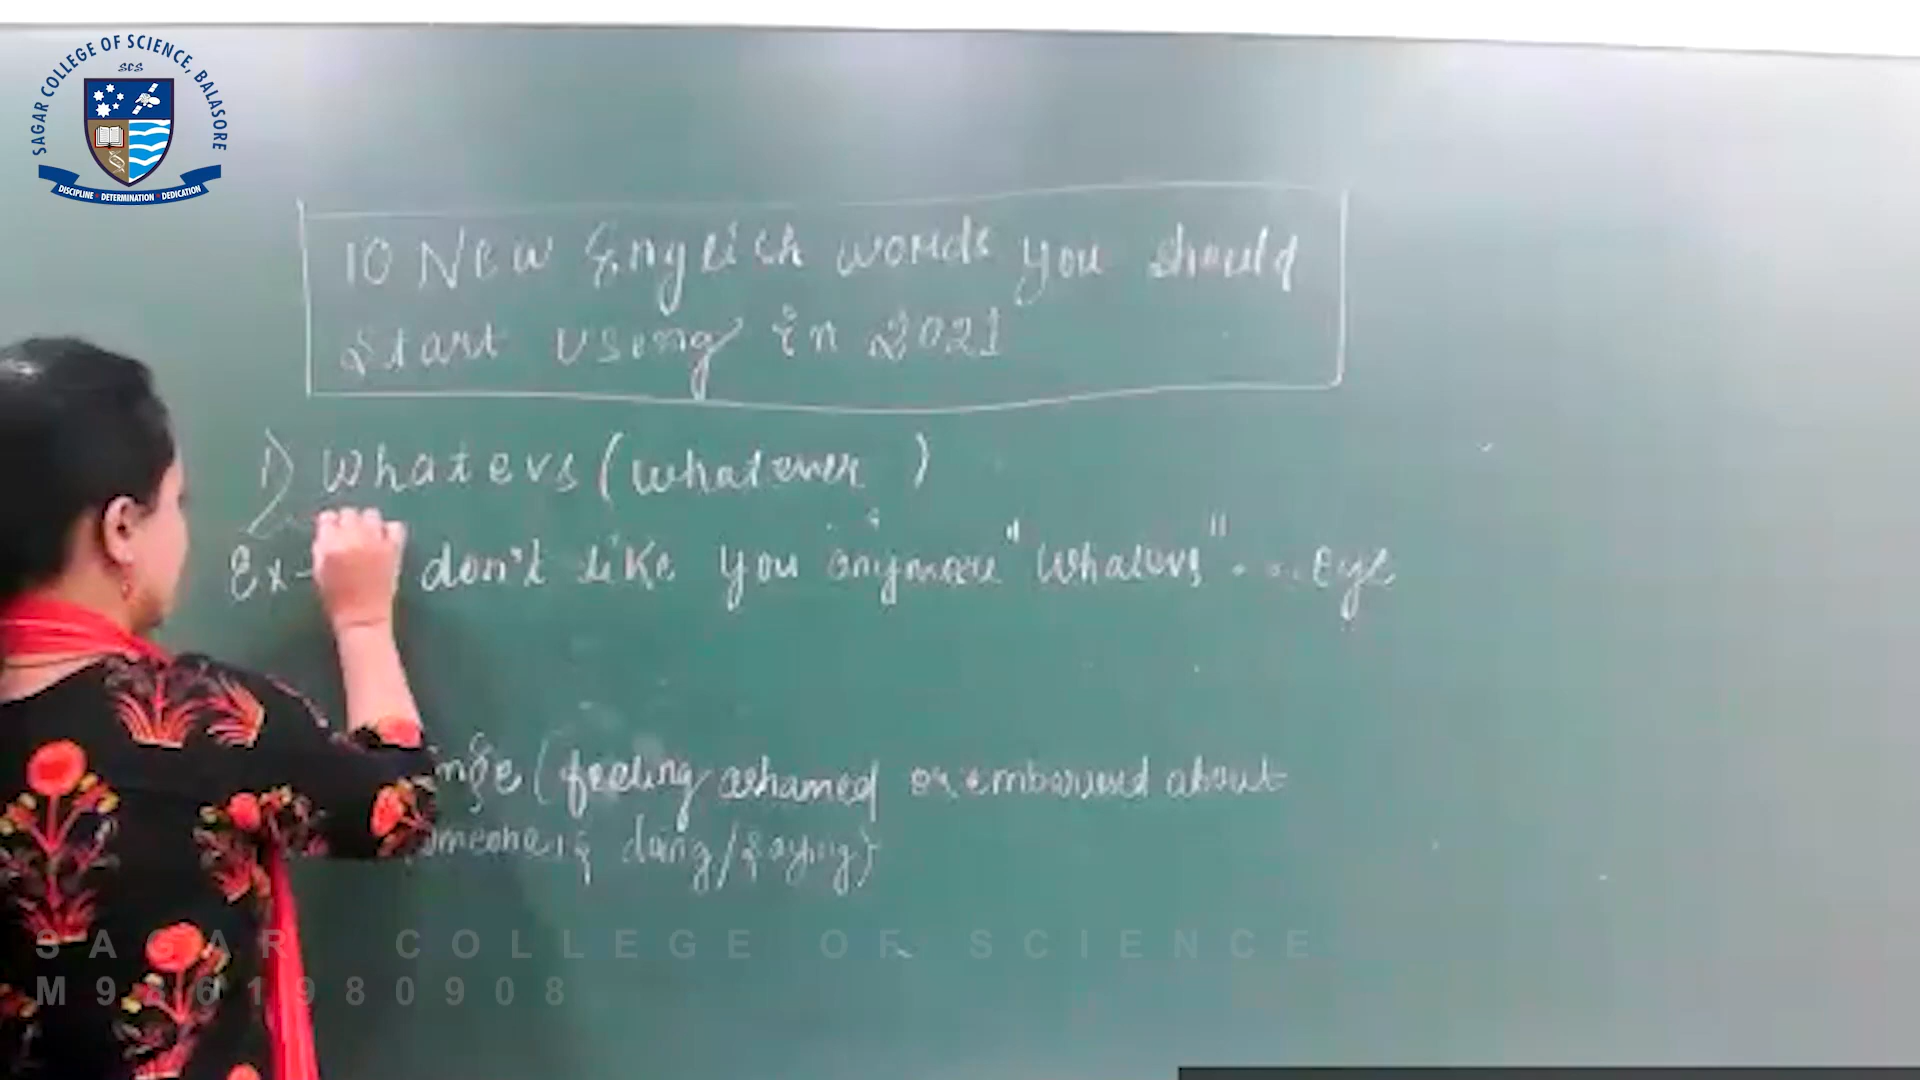 SAGAR COLLEGE OF SCIENCE, BALASORE
SCS
DISCIPLINE DETERMINATION DEDICATION
10 New English words you should
Start Using in 2021
1) Whatevs (whatever )
Ex- don't like you anymore "Whatevs"
(feeling ashamed or about
doing/saying)
SAGAR COLLEGE OF SCIENCE